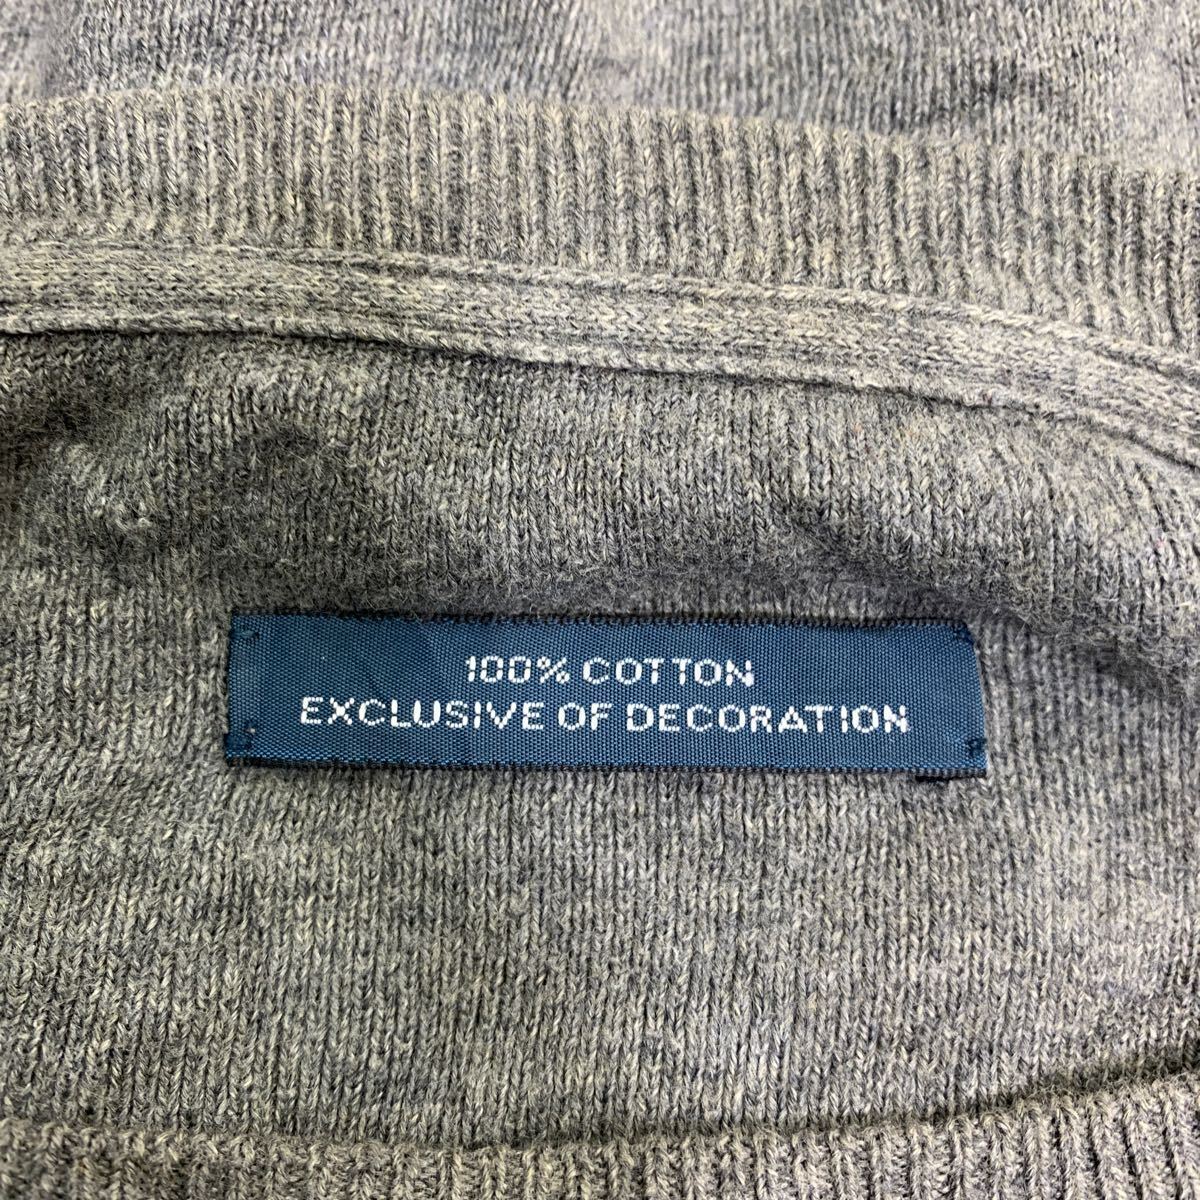 100% COTTON
EXCLUSIVE OF DECORATION